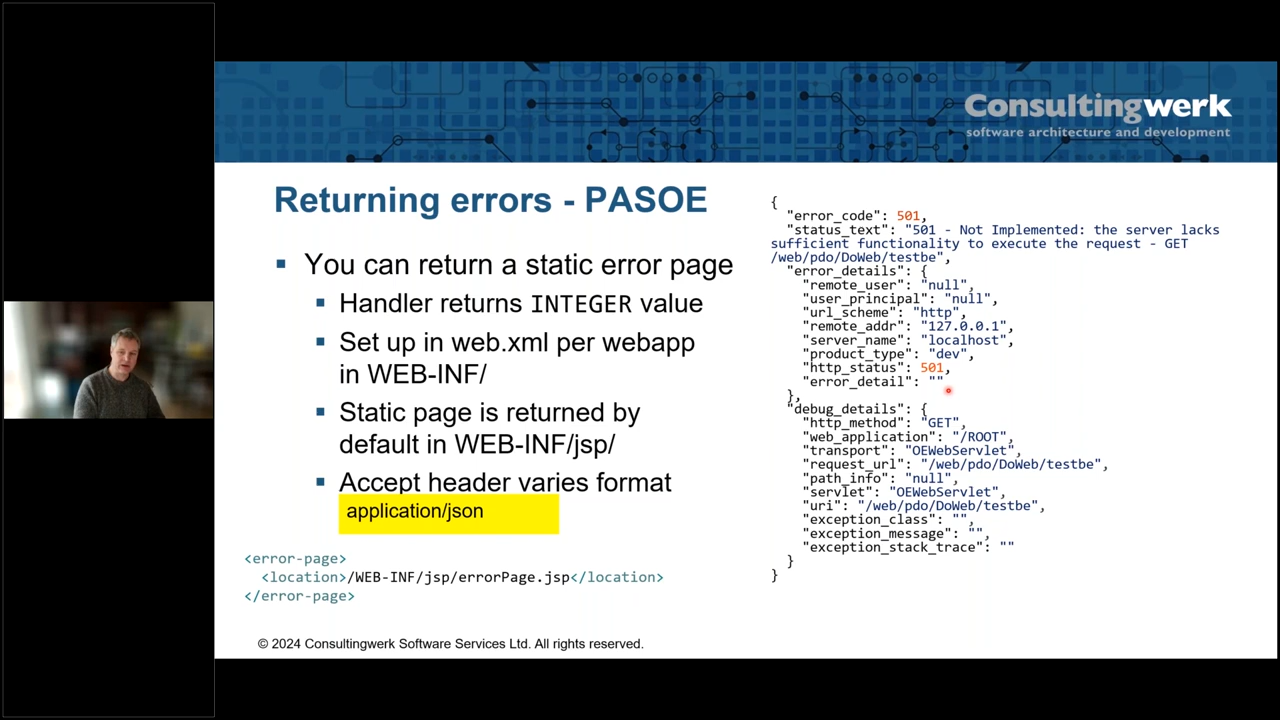 Consultingwerk
software architecture and development
Returning errors - PASOE
▪ You can return a static error page
▪ Handler returns INTEGER value
▪ Set up in web.xml per webapp
in WEB-INF/
▪ Static page is returned by
default in WEB-INF/jsp/
▪ Accept header varies format
application/json
<error-page>
<location>/WEB-INF/jsp/errorPage.jsp</location>
</error-page>
{
"error_code": 501,
"status_text": "501 - Not Implemented: the server lacks
sufficient functionality to execute the request - GET
/web/pdo/DoWeb/testbe",
"error_details": {
"remote_user": "null",
"user_principal": "null",
"url_scheme": "http",
"remote_addr": "127.0.0.1",
"server_name": "localhost",
"product_type": "dev",
"http_status": 501,
"error_detail": ""
},
"debug_details": {
"http_method": "GET",
"web_application": "/ROOT",
"transport": "OEWebServlet",
"request_url": "/web/pdo/DoWeb/testbe",
"path_info": "null",
"servlet": "OEWebServlet",
"uri": "/web/pdo/DoWeb/testbe",
"exception_class": "",
"exception_message": "",
"exception_stack_trace": ""
}
}
© 2024 Consultingwerk Software Services Ltd. All rights reserved.